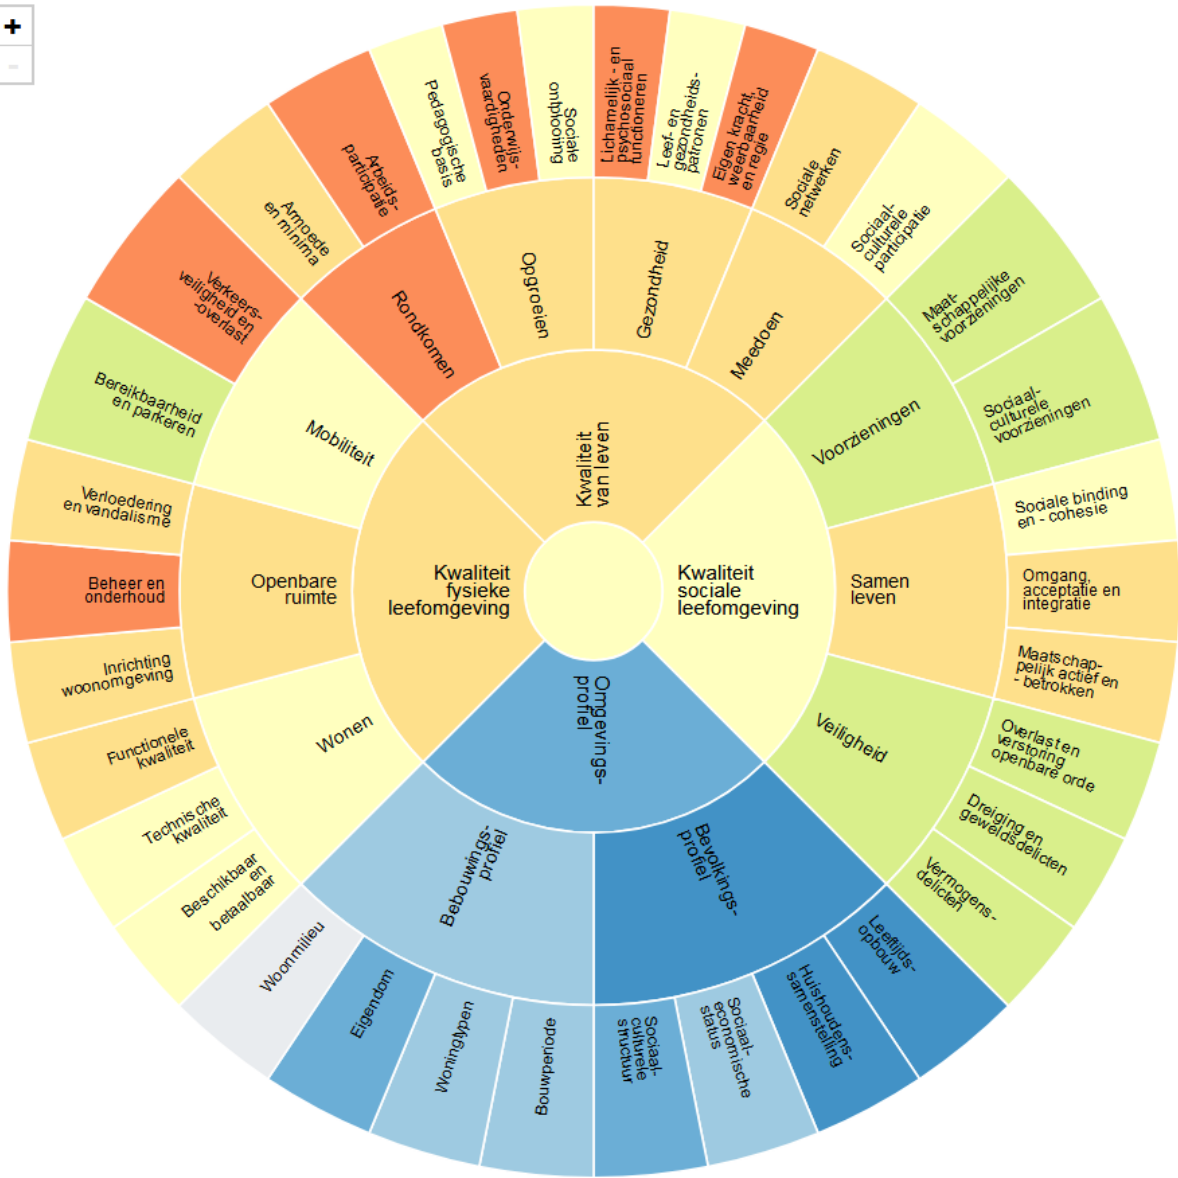 +
-
Kwaliteit
van leven
Kwaliteit
sociale
leefomgeving
Omgevings-
profiel
Kwaliteit
fysieke
leefomgeving
Rondkomen
Opgroeien
Gezondheid
Meedoen
Voorzieningen
Samen
leven
Veiligheid
Bevolkings-
profiel
Bebouwings-
profiel
Wonen
Openbare
ruimte
Mobiliteit
Armoede
en minima
Arbeids-
participatie
Pedagogische
basis
Onderwijs-
vaardigheden
Sociale
ontplooiing
Lichamelijk - en
psychosociaal
functioneren
Leef- en
gezondheids-
patronen
Eigen kracht,
weerbaarheid
en regie
Sociale
netwerken
Sociaal-
culturele
participatie
Maat-
schappelijke
voorzieningen
Sociaal-
culturele
voorzieningen
Sociale binding
en - cohesie
Omgang,
acceptatie en
integratie
Maatschap-
pelijk actief en
- betrokken
Overlast en
verstoring
openbare orde
Dreiging en
geweldsdelicten
Vermogens-
delicten
Leeftijds-
opbouw
Huishoudens-
samenstelling
Sociaal-
economische
status
Sociaal-
culturele
structuur
Bouwperiode
Woningtypen
Eigendom
Woonmilieu
Beschikbaar
en
betaalbaar
Technische
kwaliteit
Functionele
kwaliteit
Inrichting
woonomgeving
Beheer en
onderhoud
Verloedering
en vandalisme
Bereikbaarheid
en parkeren
Verkeers-
veiligheid en
-overlast